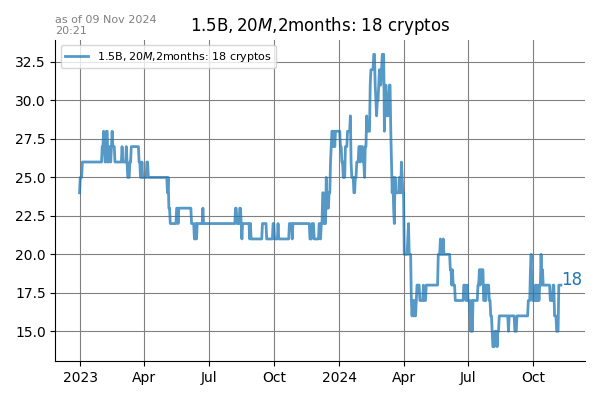 as of 09 Nov 2024
20:21
1.5B, 20M,2months: 18 cryptos
1.5B, 20M,2months: 18 cryptos
32.5
30.0
27.5
25.0
22.5
20.0
17.5
15.0
18
2023 Apr Jul Oct 2024 Apr Jul Oct